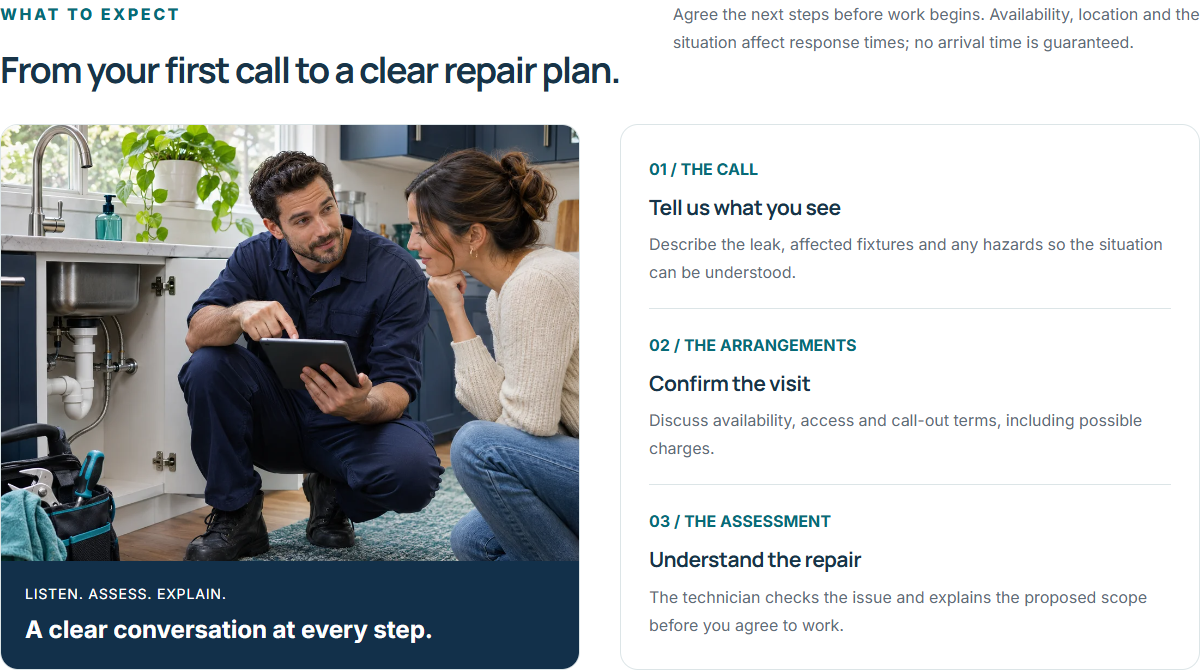 WHAT TO EXPECT
From your first call to a clear repair plan.
Agree the next steps before work begins. Availability, location and the
situation affect response times; no arrival time is guaranteed.
LISTEN. ASSESS. EXPLAIN.
A clear conversation at every step.
01 / THE CALL
Tell us what you see
Describe the leak, affected fixtures and any hazards so the situation
can be understood.
02 / THE ARRANGEMENTS
Confirm the visit
Discuss availability, access and call-out terms, including possible
charges.
03 / THE ASSESSMENT
Understand the repair
The technician checks the issue and explains the proposed scope
before you agree to work.